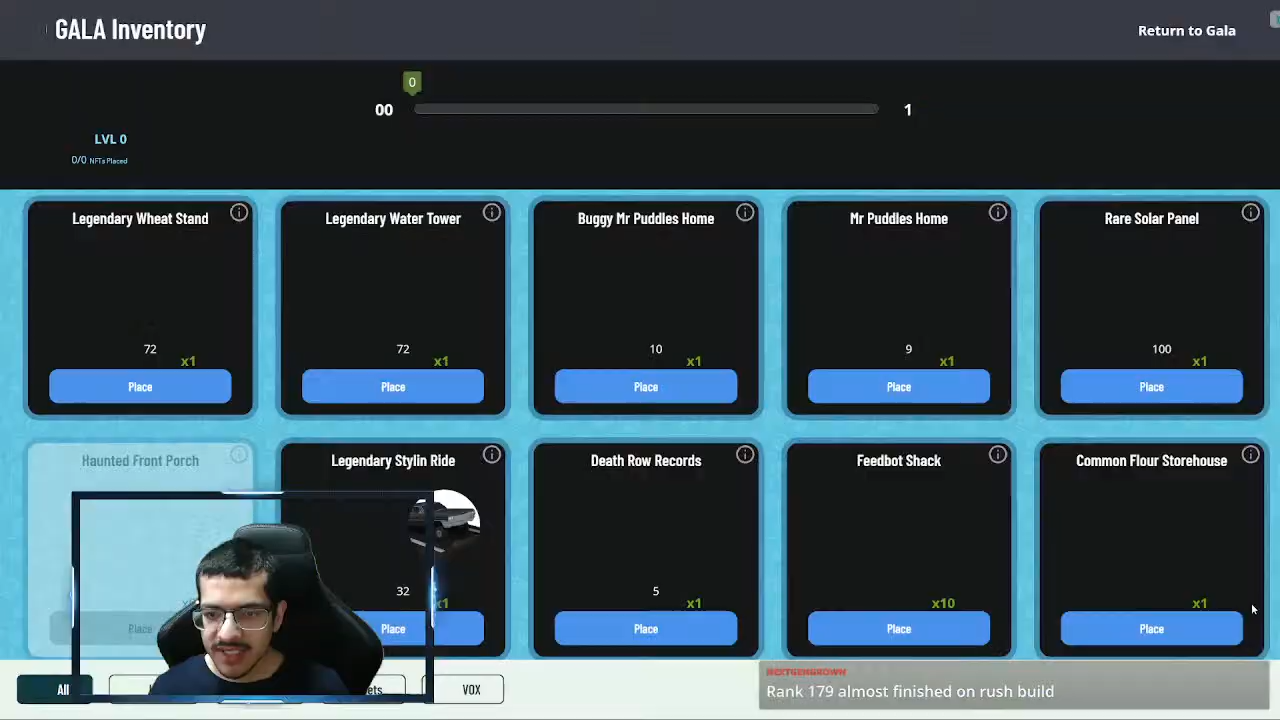 GALA Inventory
Return to Gala
0
00
1
LVL 0
0/0 NFTs Placed
Legendary Wheat Stand
Legendary Water Tower
Buggy Mr Puddles Home
Mr Puddles Home
Rare Solar Panel
72
x1
72
x1
10
x1
9
x1
100
x1
Place
Place
Place
Place
Place
Haunted Front Porch
Legendary Stylin Ride
Death Row Records
Feedbot Shack
Common Flour Storehouse
32
x1
5
x1
x10
x1
Place
Place
Place
Place
Place
All
VOX
NEXTGENGROWN
Rank 179 almost finished on rush build